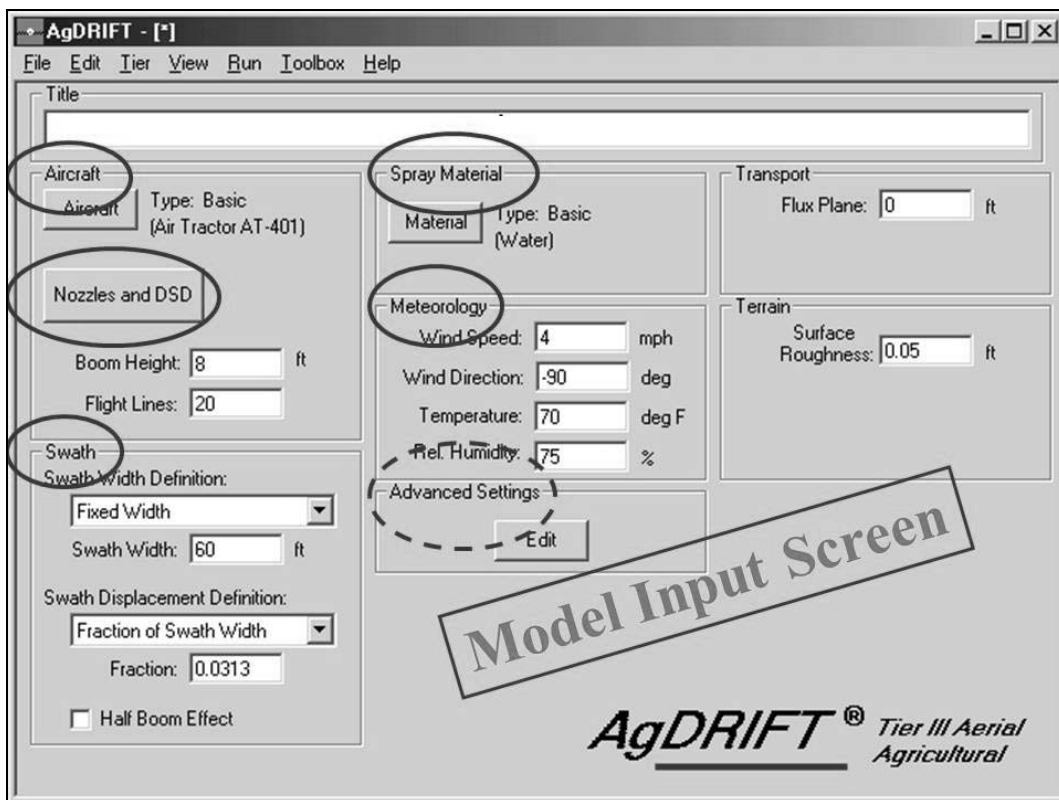 AgDRIFT - [*]
File Edit Tier View Run Toolbox Help
Title
Aircraft
Aircraft
Type: Basic
(Air Tractor AT-401)
Nozzles and DSD
Boom Height: 8 ft
Flight Lines: 20
Swath
Swath Width Definition:
Fixed Width
Swath Width: 60 ft
Swath Displacement Definition:
Fraction of Swath Width
Fraction: 0.0313
Half Boom Effect
Spray Material
Material
Type: Basic
(Water)
Meteorology
Wind Speed: 4 mph
Wind Direction: -90 deg
Temperature: 70 deg F
Rel. Humidity: 75 %
Advanced Settings
Edit
Transport
Flux Plane: 0 ft
Terrain
Surface
Roughness: 0.05 ft
Model Input Screen
AgDRIFT ® Tier III Aerial
Agricultural